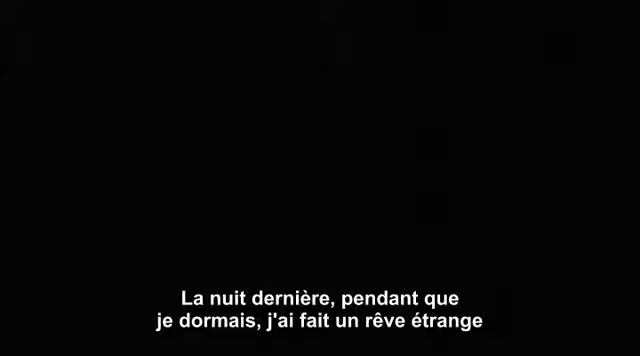 La nuit dernière, pendant que
je dormais, j'ai fait un rêve étrange